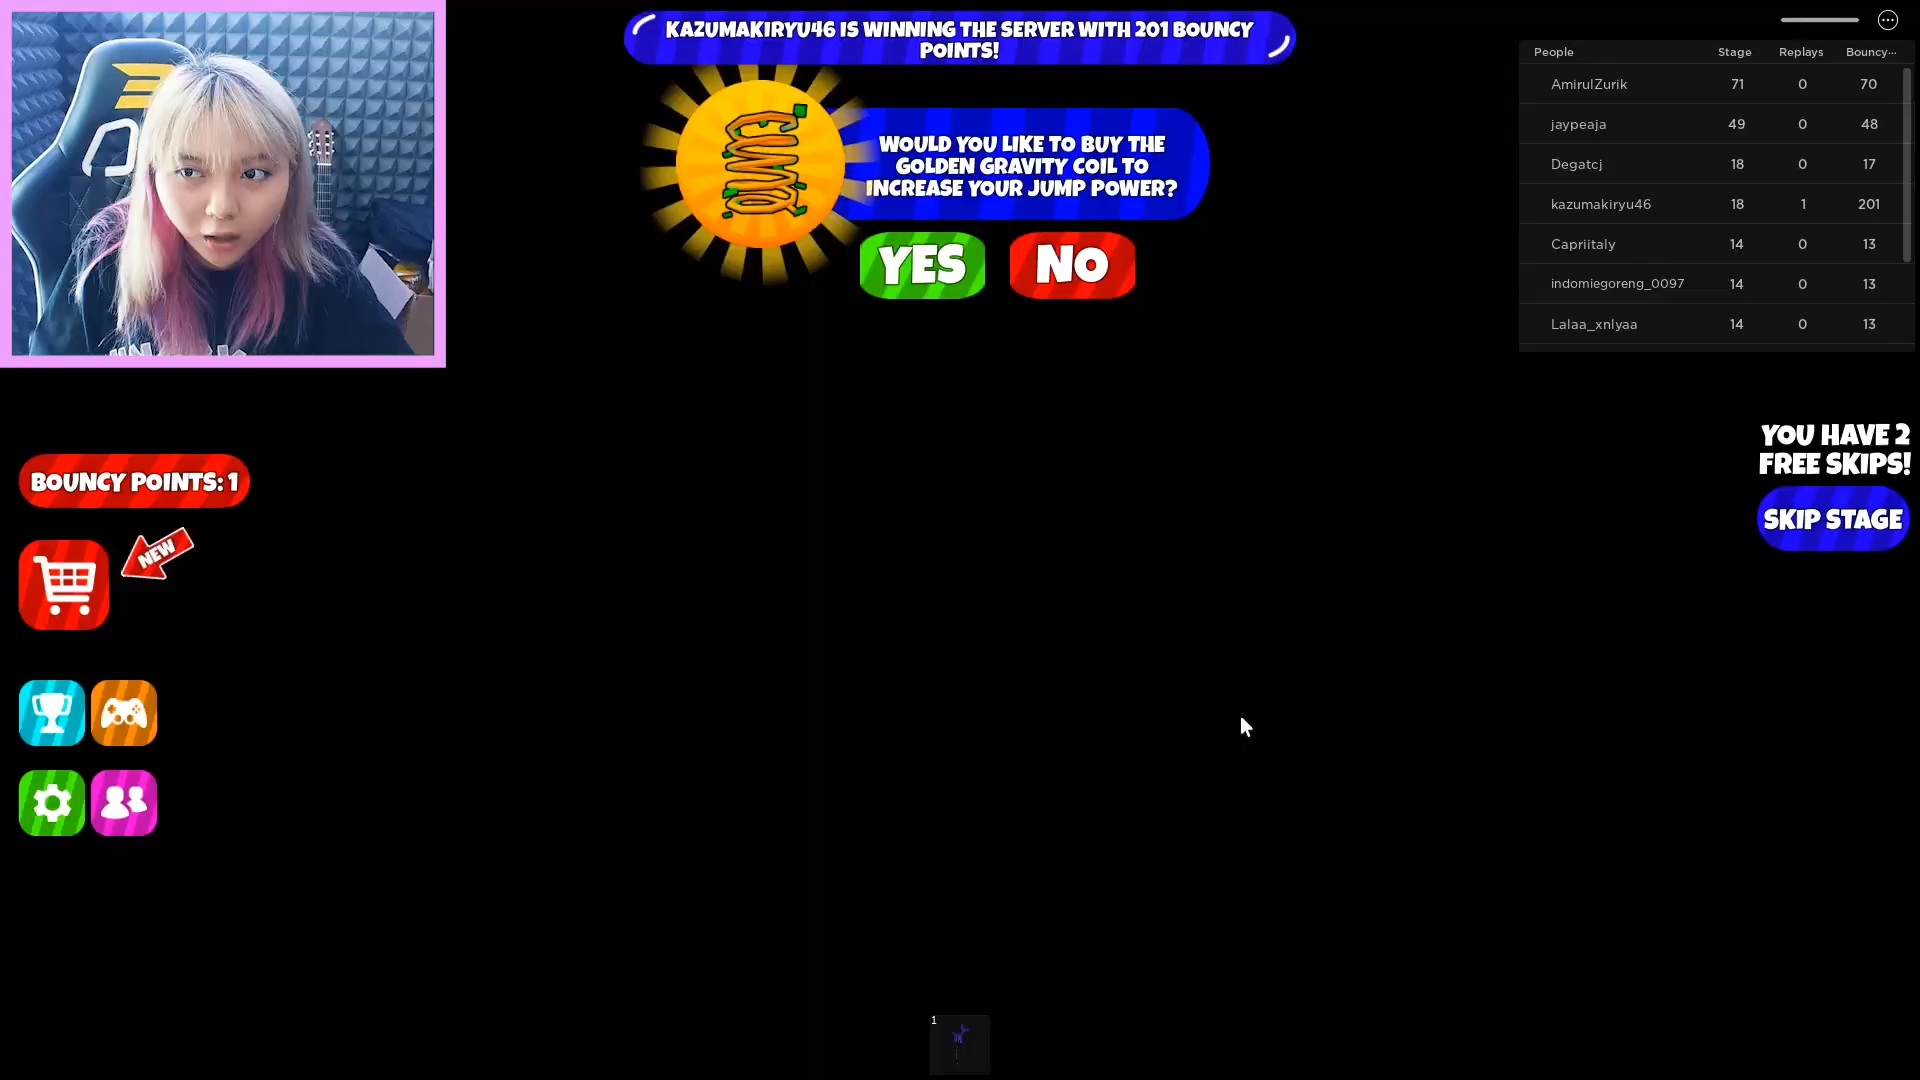 KAZUMAKIRYU46 IS WINNING THE SERVER WITH 201 BOUNCY
POINTS!
WOULD YOU LIKE TO BUY THE
GOLDEN GRAVITY COIL TO
INCREASE YOUR JUMP POWER?
YES NO
People Stage Replays Bouncy...
AmirulZurik 71 0 70
jaypeaja 49 0 48
Degatcj 18 0 17
kazumakiryu46 18 1 201
Capriitaly 14 0 13
indomiegoreng_0097 14 0 13
Lalaa_xnlyaa 14 0 13
YOU HAVE 2
FREE SKIPS!
SKIP STAGE
BOUNCY POINTS: 1
NEW
1